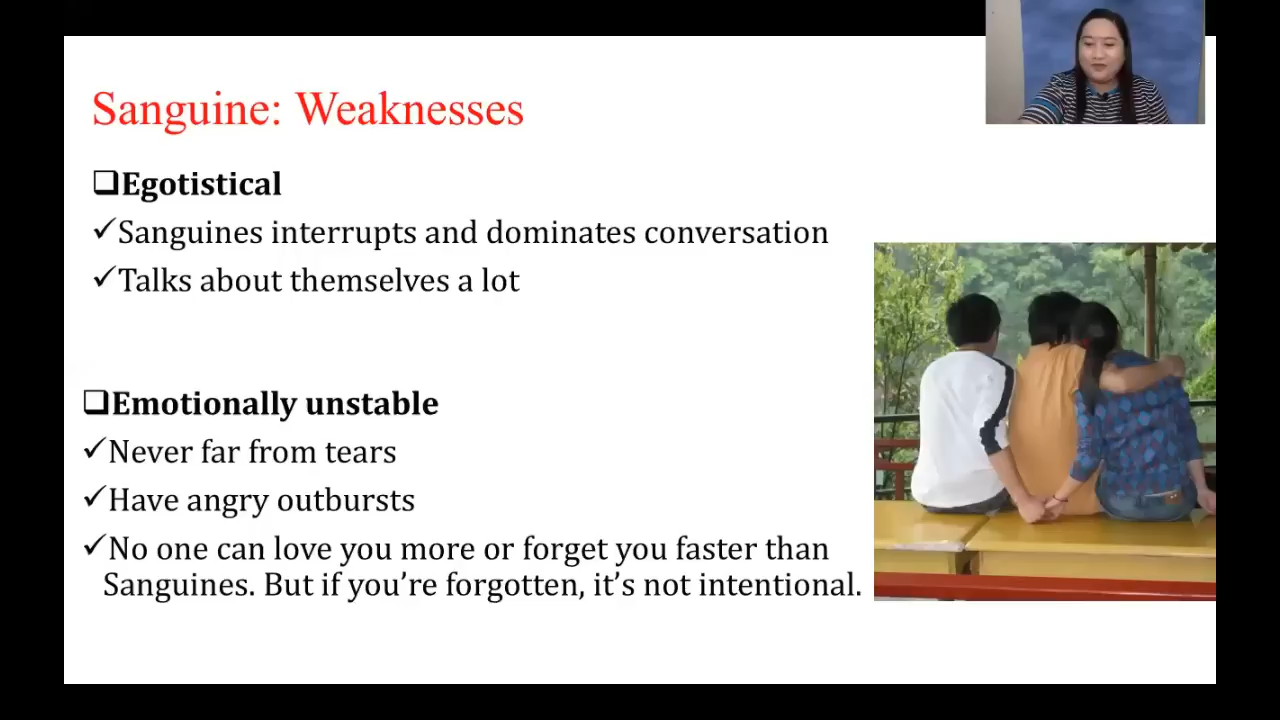 Sanguine: Weaknesses
❑Egotistical
✓Sanguines interrupts and dominates conversation
✓Talks about themselves a lot
❑Emotionally unstable
✓Never far from tears
✓Have angry outbursts
✓No one can love you more or forget you faster than
Sanguines. But if you’re forgotten, it’s not intentional.